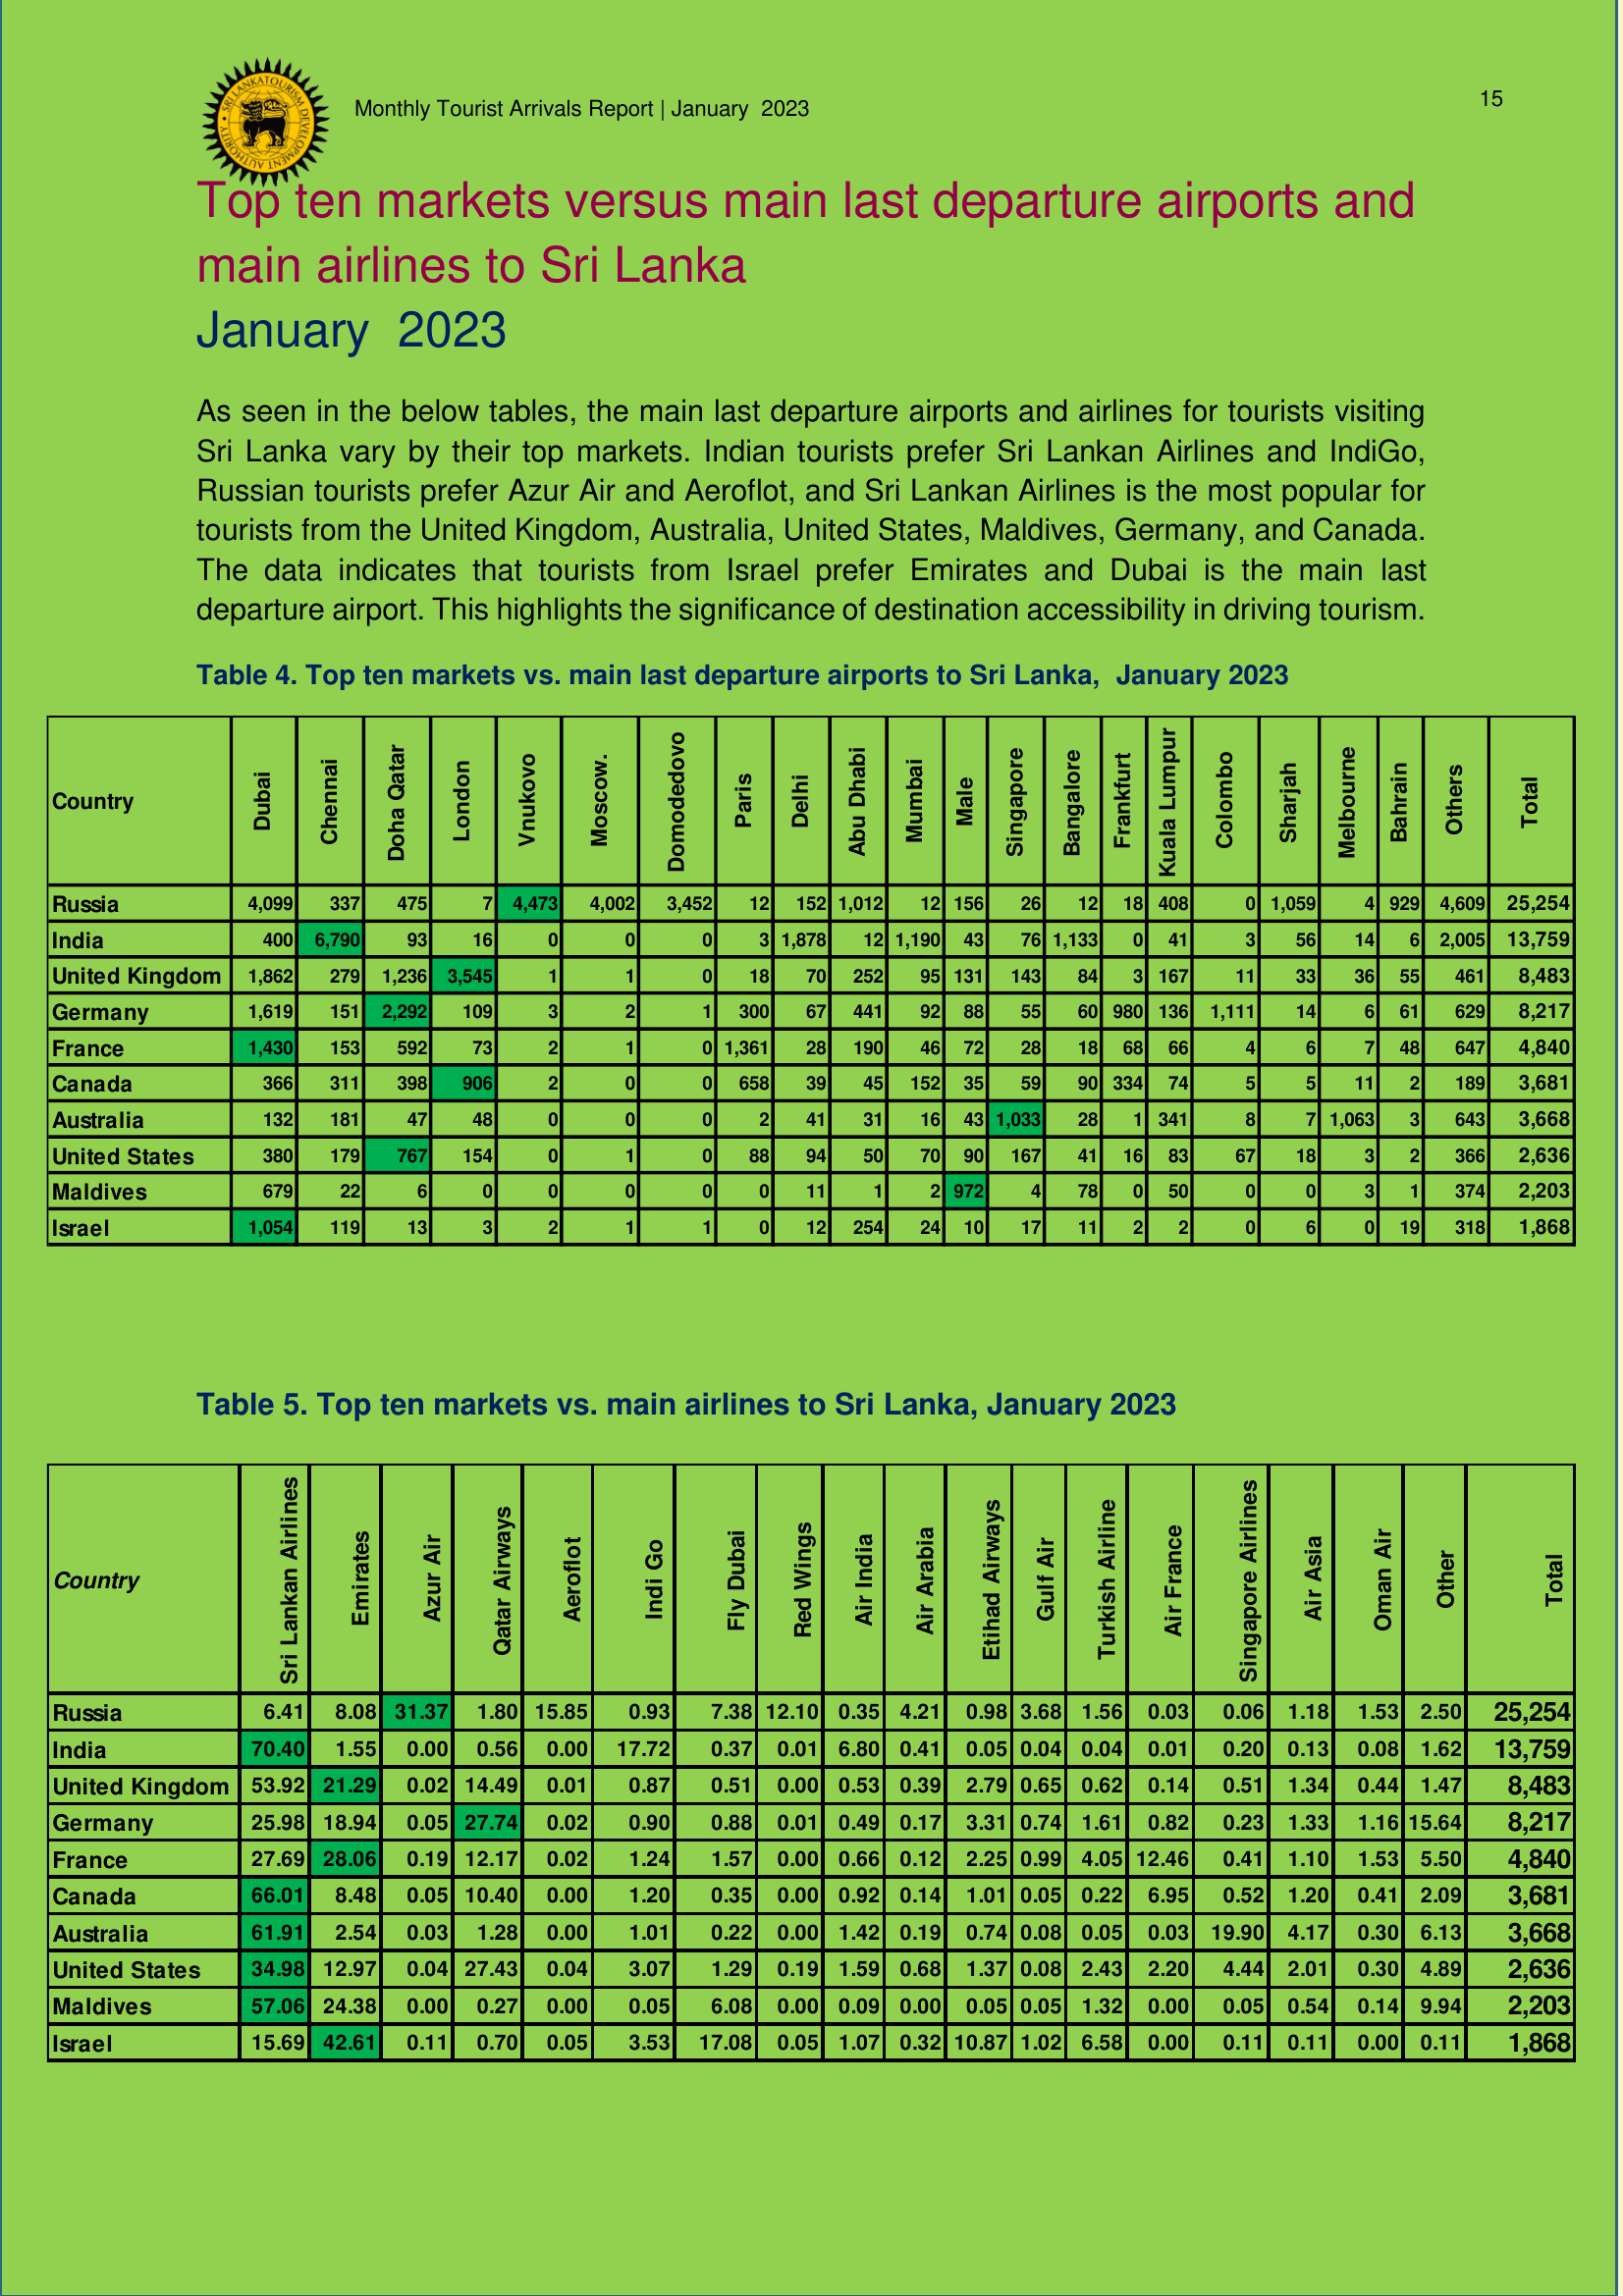 SRI LANKA TOURISM DEVELOPMENT AUTHORITY
Monthly Tourist Arrivals Report | January 2023
15
Top ten markets versus main last departure airports and
main airlines to Sri Lanka
January 2023
As seen in the below tables, the main last departure airports and airlines for tourists visiting
Sri Lanka vary by their top markets. Indian tourists prefer Sri Lankan Airlines and IndiGo,
Russian tourists prefer Azur Air and Aeroflot, and Sri Lankan Airlines is the most popular for
tourists from the United Kingdom, Australia, United States, Maldives, Germany, and Canada.
The data indicates that tourists from Israel prefer Emirates and Dubai is the main last
departure airport. This highlights the significance of destination accessibility in driving tourism.
Table 4. Top ten markets vs. main last departure airports to Sri Lanka, January 2023
Country Dubai Chennai Doha Qatar London Vnukovo Moscow. Domodedovo Paris Delhi Abu Dhabi Mumbai Male Singapore Bangalore Frankfurt Kuala Lumpur Colombo Sharjah Melbourne Bahrain Others Total
Russia 4,099 337 475 7 4,473 4,002 3,452 12 152 1,012 12 156 26 12 18 408 0 1,059 4 929 4,609 25,254
India 400 6,790 93 16 0 0 0 3 1,878 12 1,190 43 76 1,133 0 41 3 56 14 6 2,005 13,759
United Kingdom 1,862 279 1,236 3,545 1 1 0 18 70 252 95 131 143 84 3 167 11 33 36 55 461 8,483
Germany 1,619 151 2,292 109 3 2 1 300 67 441 92 88 55 60 980 136 1,111 14 6 61 629 8,217
France 1,430 153 592 73 2 1 0 1,361 28 190 46 72 28 18 68 66 4 6 7 48 647 4,840
Canada 366 311 398 906 2 0 0 658 39 45 152 35 59 90 334 74 5 5 11 2 189 3,681
Australia 132 181 47 48 0 0 0 2 41 31 16 43 1,033 28 1 341 8 7 1,063 3 643 3,668
United States 380 179 767 154 0 1 0 88 94 50 70 90 167 41 16 83 67 18 3 2 366 2,636
Maldives 679 22 6 0 0 0 0 0 11 1 2 972 4 78 0 50 0 0 3 1 374 2,203
Israel 1,054 119 13 3 2 1 1 0 12 254 24 10 17 11 2 2 0 6 0 19 318 1,868
Table 5. Top ten markets vs. main airlines to Sri Lanka, January 2023
Country Sri Lankan Airlines Emirates Azur Air Qatar Airways Aeroflot Indi Go Fly Dubai Red Wings Air India Air Arabia Etihad Airways Gulf Air Turkish Airline Air France Singapore Airlines Air Asia Oman Air Other Total
Russia 6.41 8.08 31.37 1.80 15.85 0.93 7.38 12.10 0.35 4.21 0.98 3.68 1.56 0.03 0.06 1.18 1.53 2.50 25,254
India 70.40 1.55 0.00 0.56 0.00 17.72 0.37 0.01 6.80 0.41 0.05 0.04 0.04 0.01 0.20 0.13 0.08 1.62 13,759
United Kingdom 53.92 21.29 0.02 14.49 0.01 0.87 0.51 0.00 0.53 0.39 2.79 0.65 0.62 0.14 0.51 1.34 0.44 1.47 8,483
Germany 25.98 18.94 0.05 27.74 0.02 0.90 0.88 0.01 0.49 0.17 3.31 0.74 1.61 0.82 0.23 1.33 1.16 15.64 8,217
France 27.69 28.06 0.19 12.17 0.02 1.24 1.57 0.00 0.66 0.12 2.25 0.99 4.05 12.46 0.41 1.10 1.53 5.50 4,840
Canada 66.01 8.48 0.05 10.40 0.00 1.20 0.35 0.00 0.92 0.14 1.01 0.05 0.22 6.95 0.52 1.20 0.41 2.09 3,681
Australia 61.91 2.54 0.03 1.28 0.00 1.01 0.22 0.00 1.42 0.19 0.74 0.08 0.05 0.03 19.90 4.17 0.30 6.13 3,668
United States 34.98 12.97 0.04 27.43 0.04 3.07 1.29 0.19 1.59 0.68 1.37 0.08 2.43 2.20 4.44 2.01 0.30 4.89 2,636
Maldives 57.06 24.38 0.00 0.27 0.00 0.05 6.08 0.00 0.09 0.00 0.05 0.05 1.32 0.00 0.05 0.54 0.14 9.94 2,203
Israel 15.69 42.61 0.11 0.70 0.05 3.53 17.08 0.05 1.07 0.32 10.87 1.02 6.58 0.00 0.11 0.11 0.00 0.11 1,868